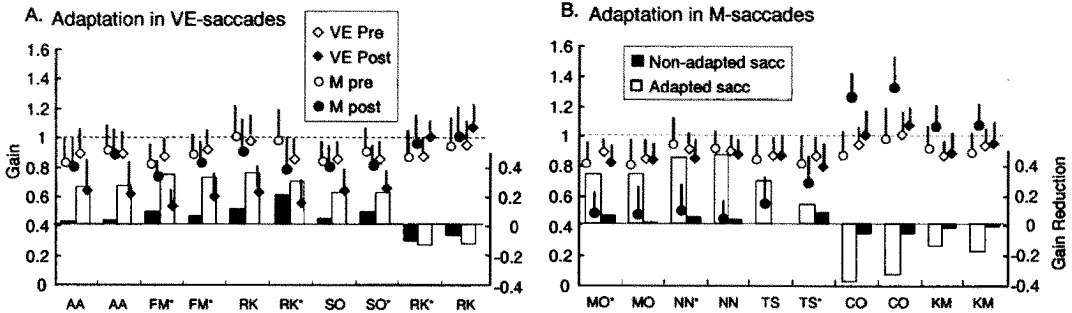 A. Adaptation in VE-saccades
VE Pre
VE Post
M pre
M post
Gain
1.6
1.4
1.2
1
0.8
0.6
0.4
0.2
0
0.4
0.2
0
-0.2
-0.4
AA AA FM* FM* RK RK* SO SO* RK* RK
B. Adaptation in M-saccades
Non-adapted sacc
Adapted sacc
1.6
1.4
1.2
1
0.8
0.6
0.4
0.2
0
0.4
0.2
0
-0.2
-0.4
Gain Reduction
MO* MO NN* NN TS TS* CO CO KM KM